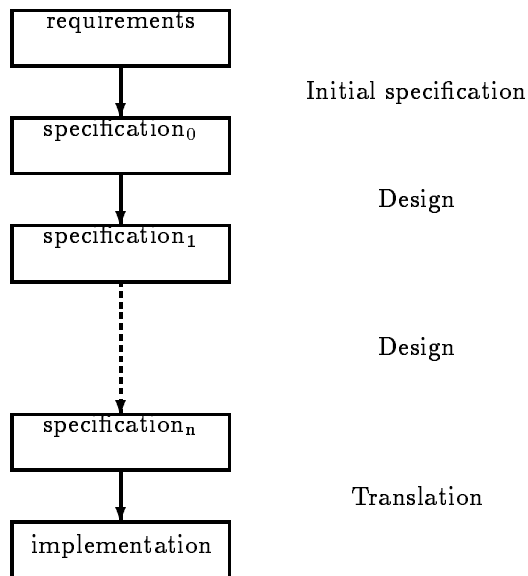 requirements
Initial specification
specification₀
Design
specification₁
Design
specificationₙ
Translation
implementation